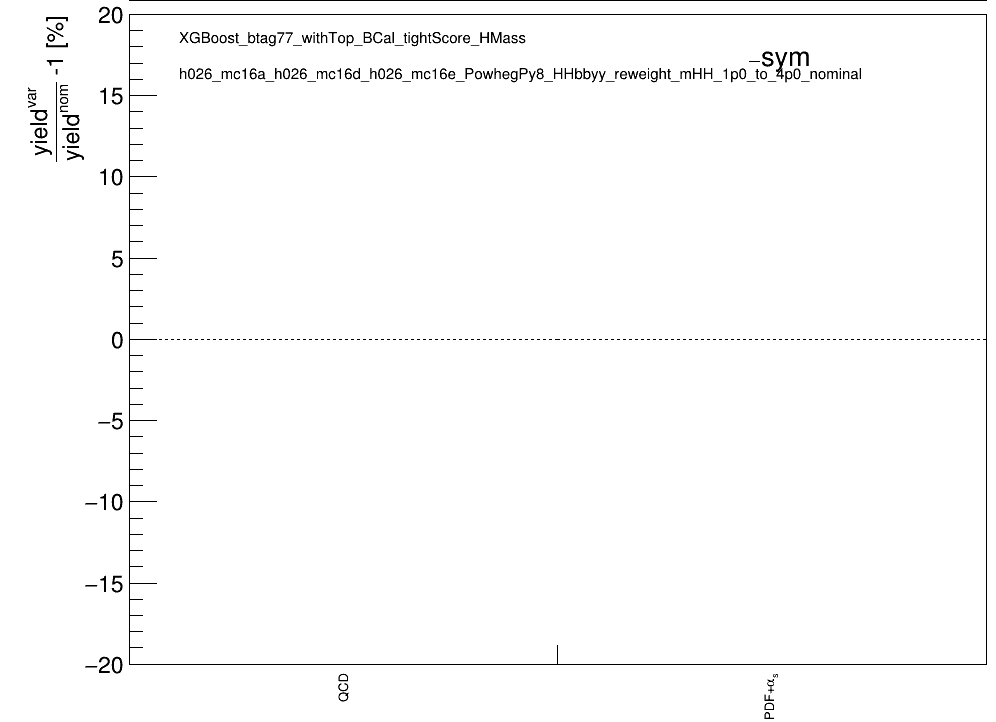 yield^var / yield^nom -1 [%]
XGBoost_btag77_withTop_BCal_tightScore_HMass
sym
h026_mc16a_h026_mc16d_h026_mc16e_PowhegPy8_HHbbyy_reweight_mHH_1p0_to_4p0_nominal
20
15
10
5
0
−5
−10
−15
−20
QCD
PDF+α_s